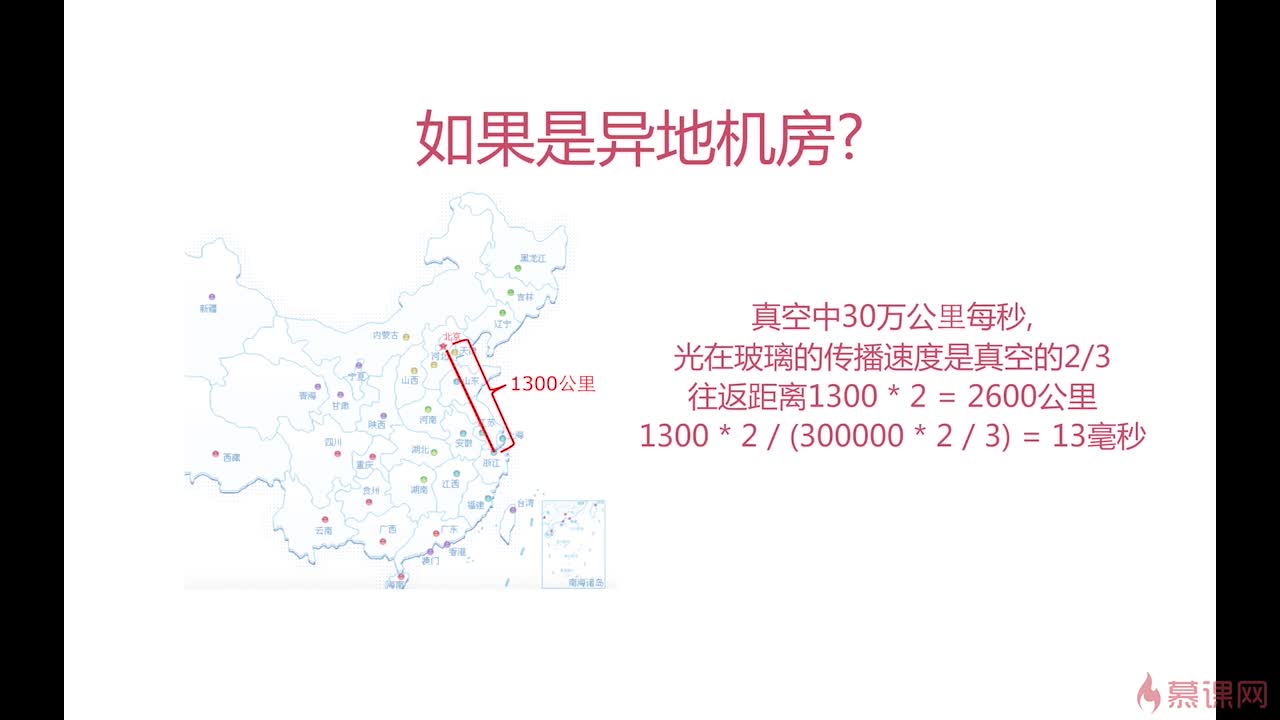 如果是异地机房?
黑龙江
吉林
辽宁
新疆
内蒙古
北京
天津
河北
山西
山东
1300公里
宁夏
青海
甘肃
陕西
河南
江苏
安徽
上海
四川
西藏
重庆
湖北
浙江
湖南
江西
贵州
福建
台湾
云南
广西
广东
香港
澳门
海南
南海诸岛
真空中30万公里每秒,
光在玻璃的传播速度是真空的2/3
往返距离1300 * 2 = 2600公里
1300 * 2 / (300000 * 2 / 3) = 13毫秒
慕课网